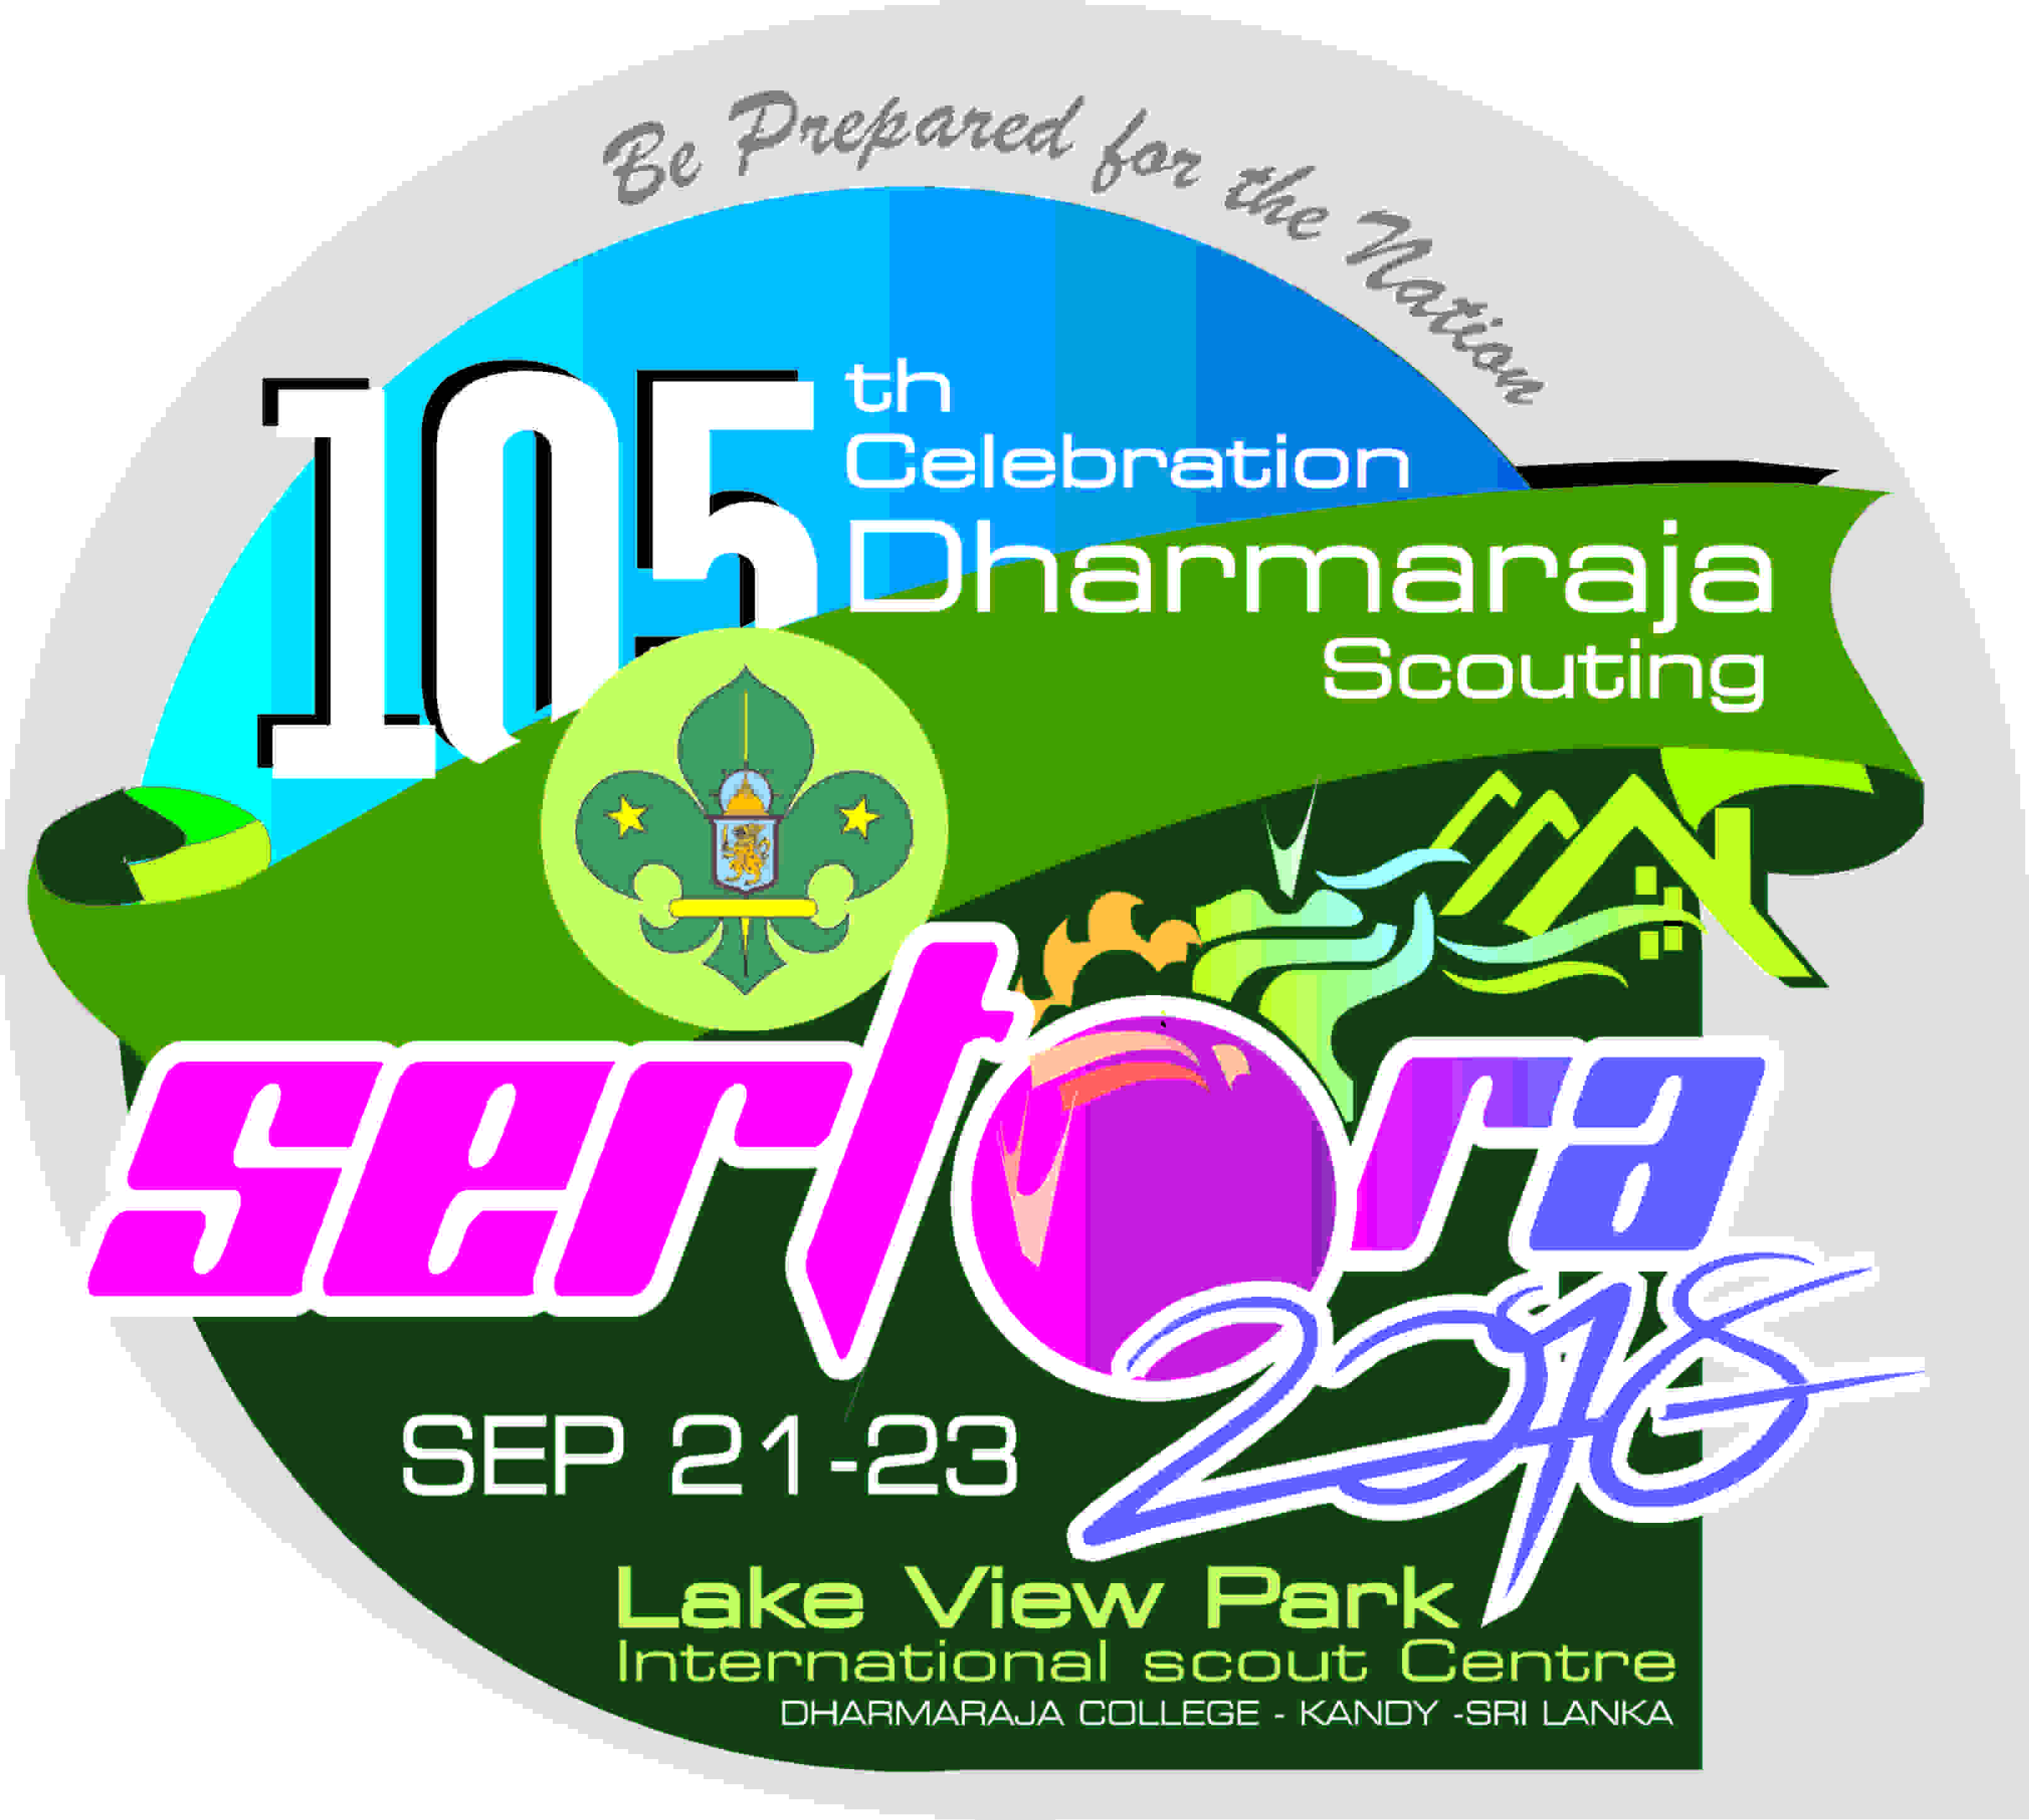 Be Prepared for the Nation
105th
Celebration
Dharmaraja
Scouting
sertora
2018
SEP 21-23
Lake View Park
International scout Centre
DHARMARAJA COLLEGE - KANDY -SRI LANKA